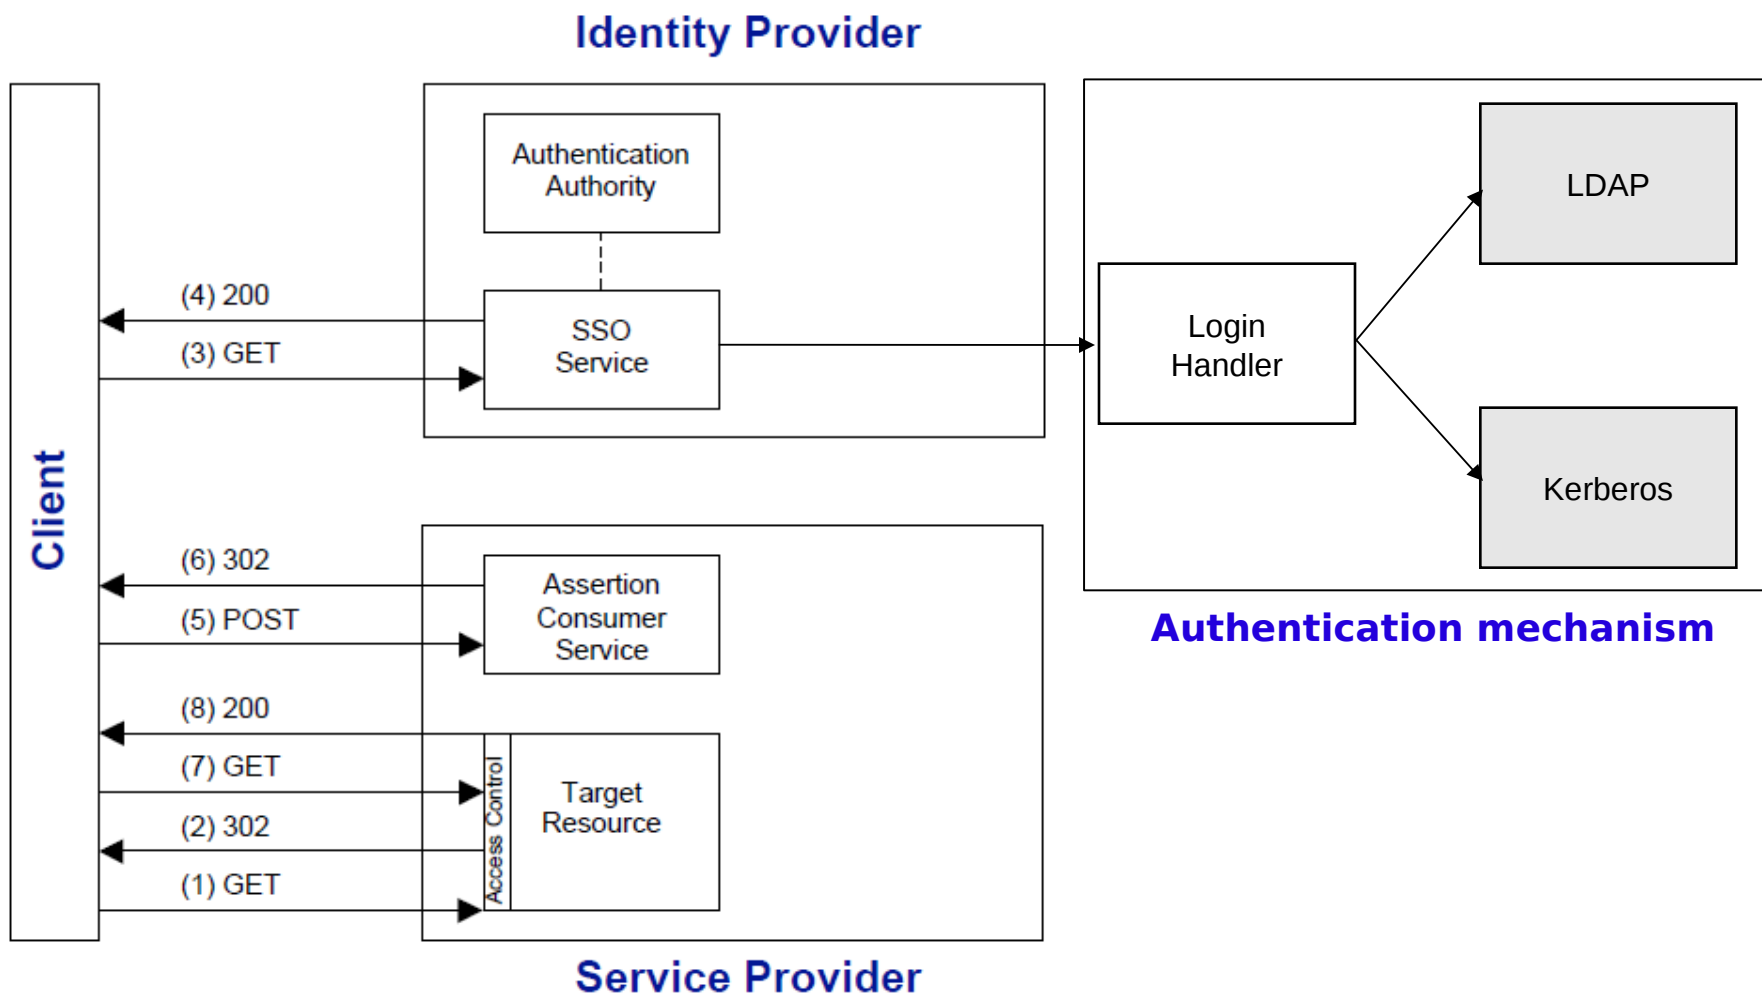 Identity Provider
Client
Authentication
Authority
(4) 200
(3) GET
SSO
Service
Login
Handler
LDAP
Kerberos
Authentication mechanism
(6) 302
(5) POST
Assertion
Consumer
Service
(8) 200
(7) GET
(2) 302
(1) GET
Access Control
Target
Resource
Service Provider